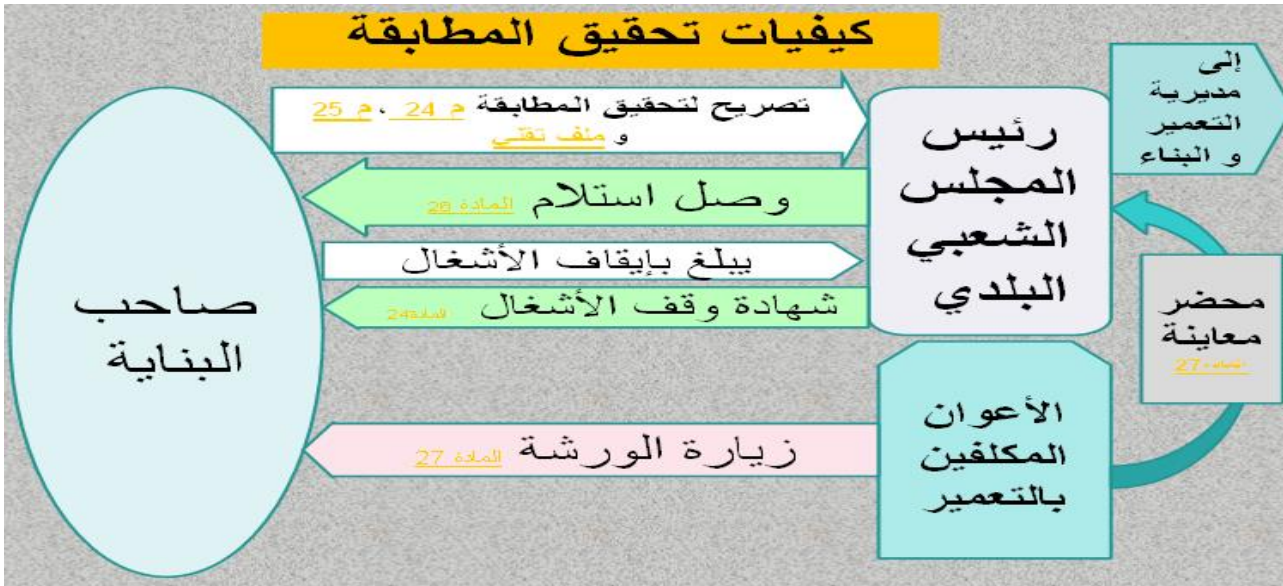 كيفيات تحقيق المطابقة
إلى
مديرية
التعمير
و البناء
تصريح لتحقيق المطابقة م 24 ، م 25
و ملف تقني
رئيس
المجلس
الشعبي
البلدي
وصل استلام المادة 26
يبلغ بإيقاف الأشغال
شهادة وقف الأشغال المادة24
صاحب
البناية
محضر
معاينة
المادة27
الأعوان
المكلفين
بالتعمير
زيارة الورشة المادة 27